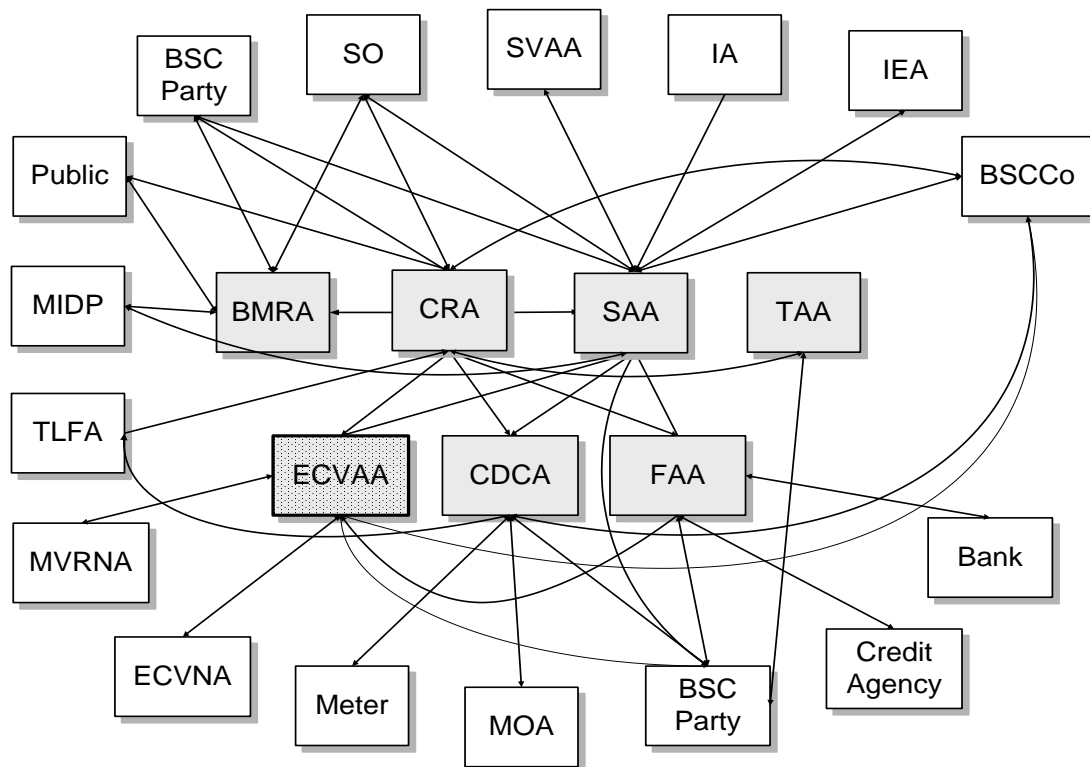 BSC
Party
SO
SVAA
IA
IEA
Public
BSCCo
MIDP
BMRA
CRA
SAA
TAA
TLFA
ECVAA
CDCA
FAA
MVRNA
Bank
ECVNA
Meter
MOA
BSC
Party
Credit
Agency